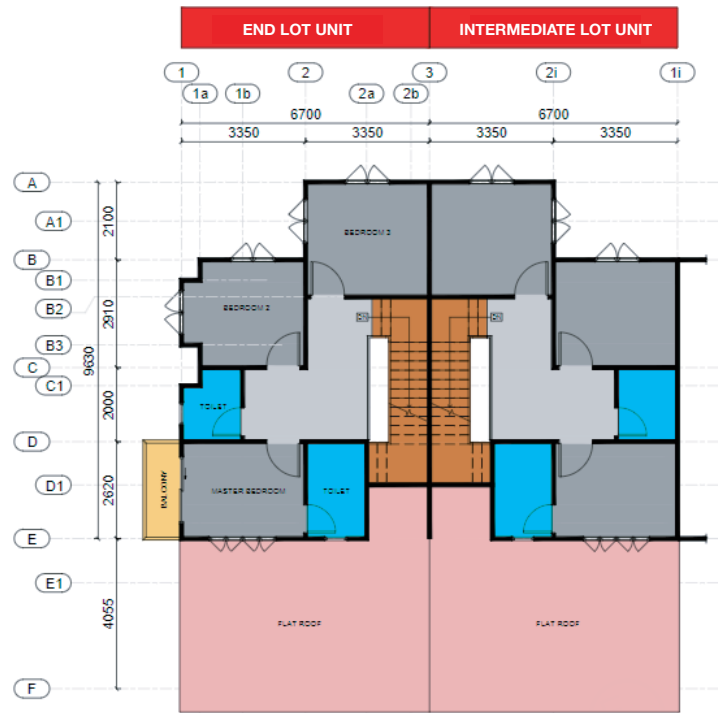 END LOT UNIT
INTERMEDIATE LOT UNIT
1
2
3
2i
1i
1a
1b
2a
2b
6700
6700
3350
3350
3350
3350
A
A1
B
B1
B2
B3
C
C1
D
D1
E
E1
F
2100
2910
9630
2000
2620
4055
BEDROOM 3
BEDROOM 2
TOILET
MASTER BEDROOM
TOILET
BALCONY
FLAT ROOF
FLAT ROOF